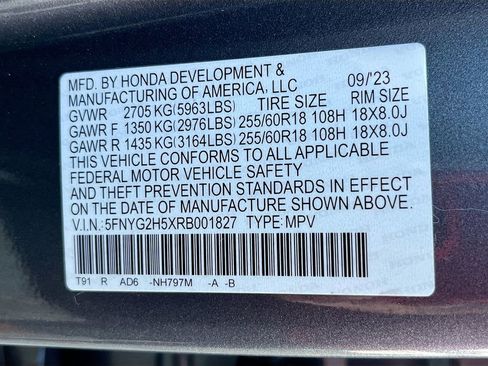 MFD. BY HONDA DEVELOPMENT &
MANUFACTURING OF AMERICA, LLC 09/'23
GVWR 2705 KG(5963LBS) TIRE SIZE RIM SIZE
GAWR F 1350 KG(2976LBS) 255/60R18 108H 18X8.0J
GAWR R 1435 KG(3164LBS) 255/60R18 108H 18X8.0J
THIS VEHICLE CONFORMS TO ALL APPLICABLE
FEDERAL MOTOR VEHICLE SAFETY
AND THEFT PREVENTION STANDARDS IN EFFECT
ON THE DATE OF MANUFACTURE SHOWN ABOVE.
V.I.N.: 5FNYG2H5XRB001827 TYPE: MPV
T91 R AD6 -NH797M -A -B